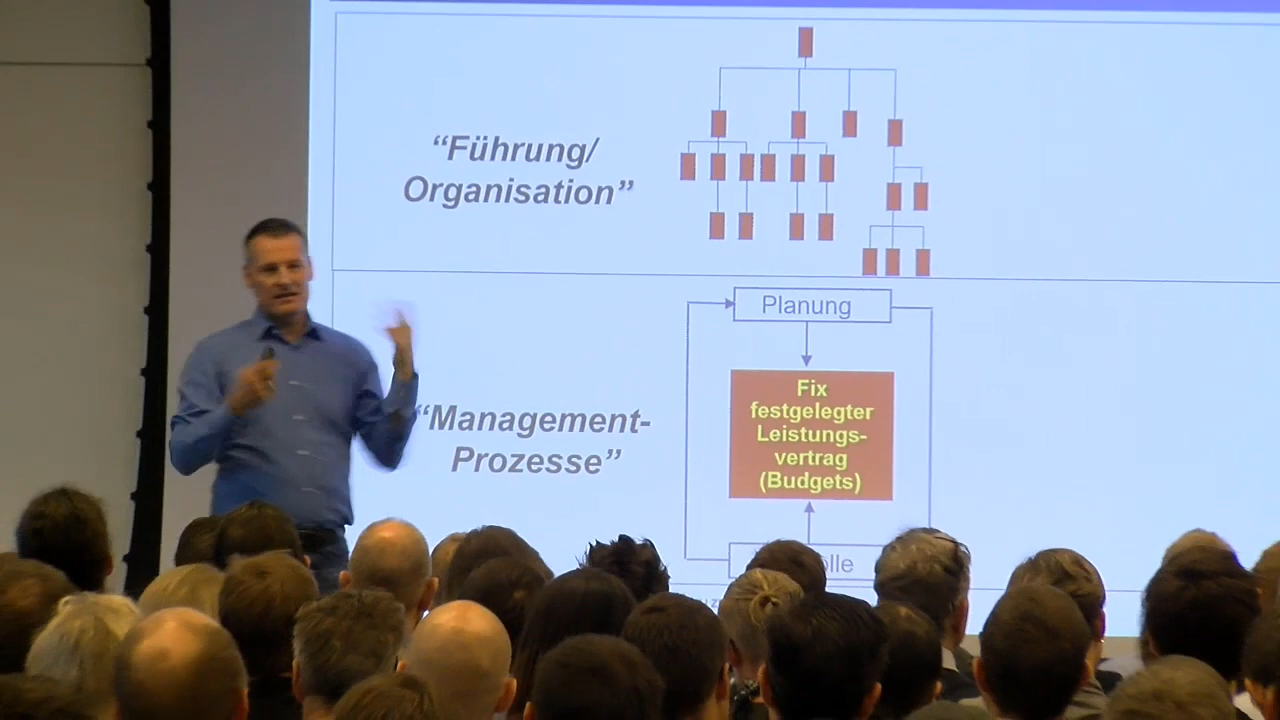 “Führung/
Organisation”
Planung
Fix
festgelegter
Leistungs-
vertrag
(Budgets)
“Management-
Prozesse”